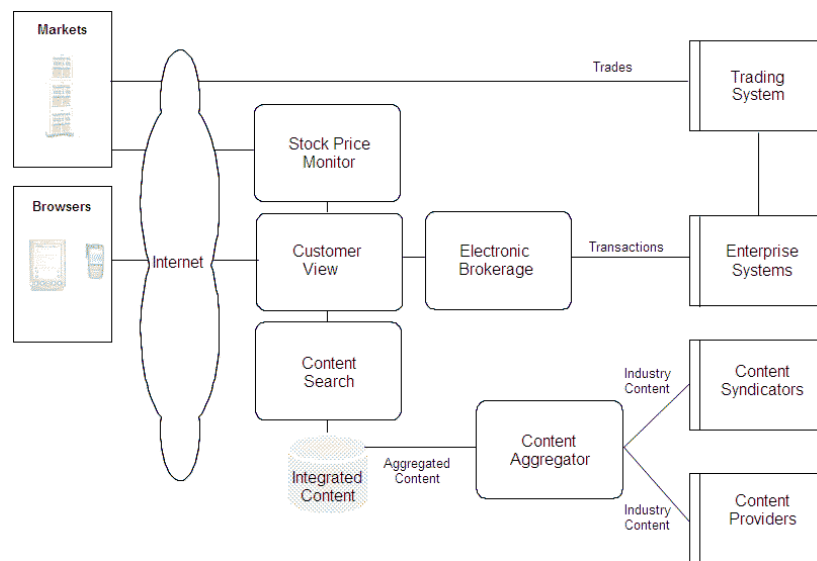 Markets
Trades
Trading
System
Stock Price
Monitor
Browsers
Internet
Customer
View
Electronic
Brokerage
Transactions
Enterprise
Systems
Content
Search
Industry
Content
Content
Syndicators
Integrated
Content
Aggregated
Content
Content
Aggregator
Industry
Content
Content
Providers